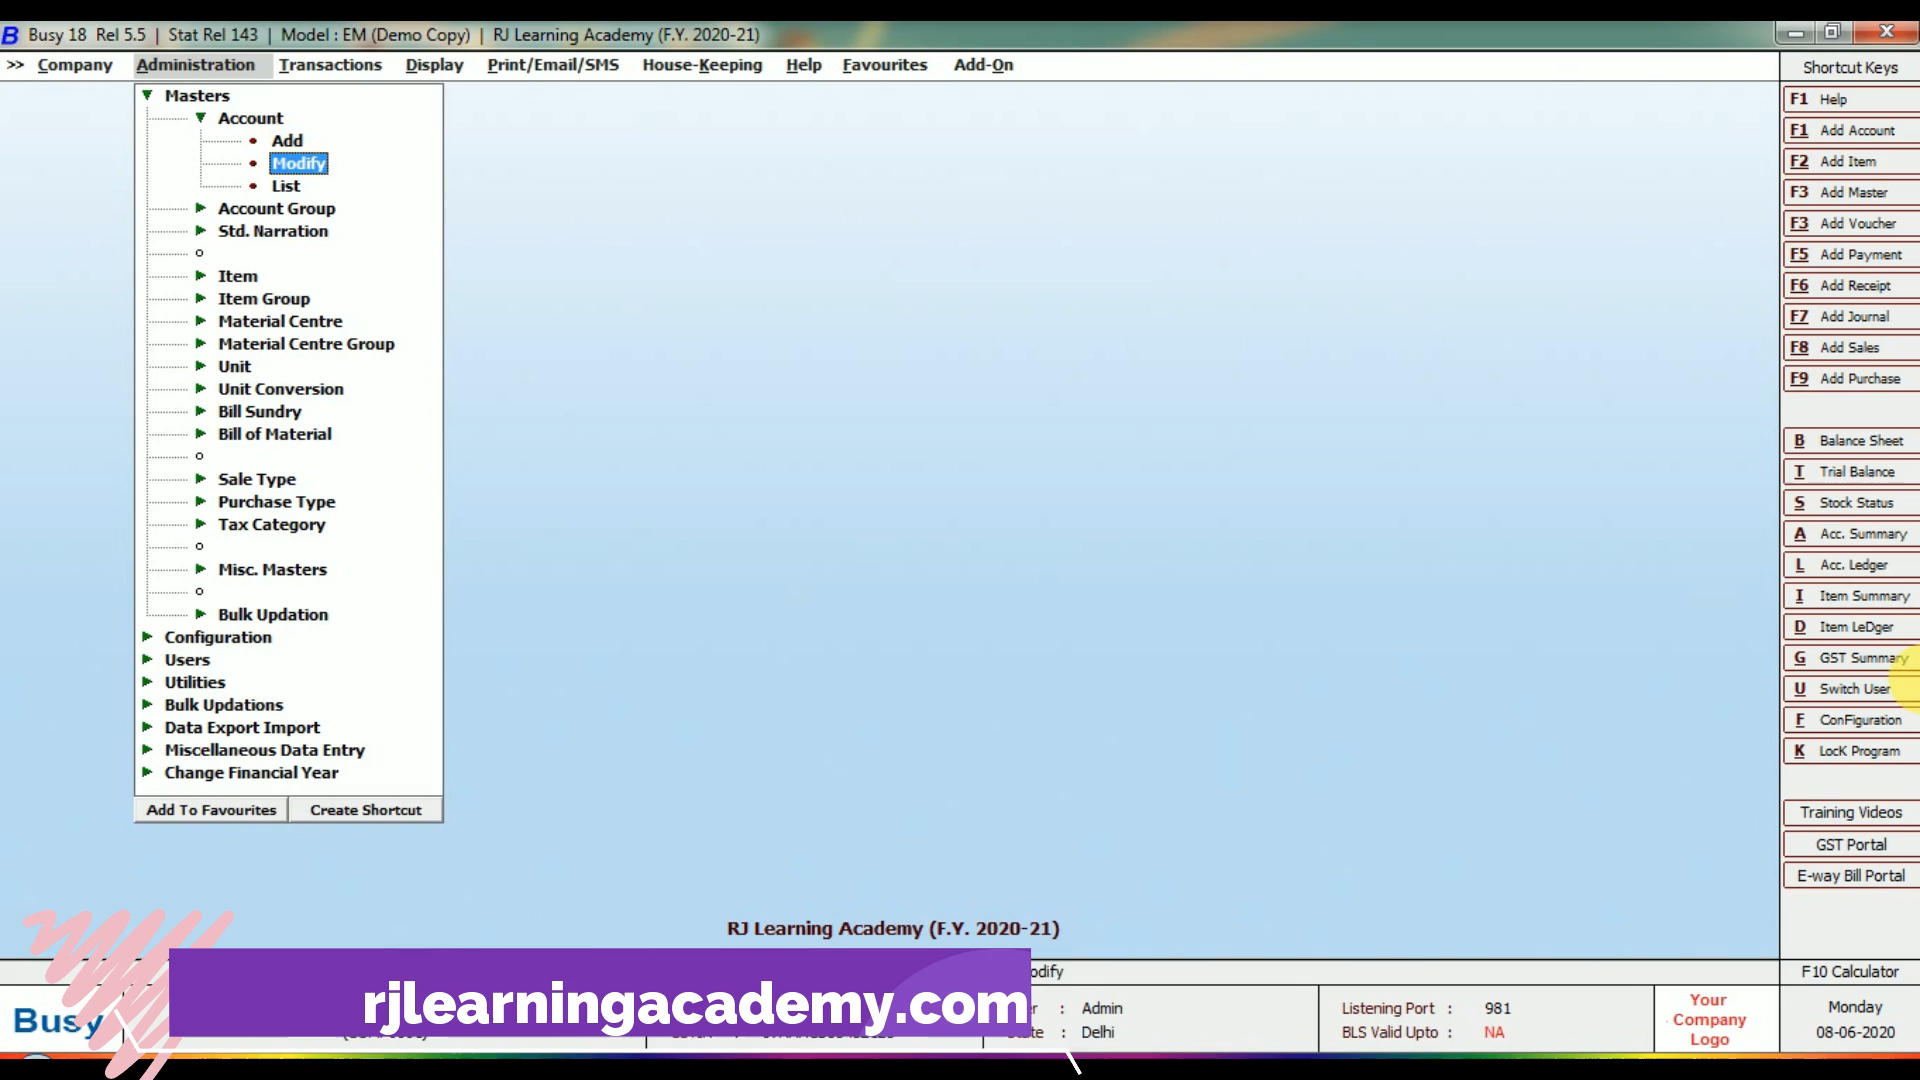 B Busy 18 Rel 5.5 | Stat Rel 143 | Model : EM (Demo Copy) | RJ Learning Academy (F.Y. 2020-21)
>> Company Administration Transactions Display Print/Email/SMS House-Keeping Help Favourites Add-On
Masters
Account
Add
Modify
List
Account Group
Std. Narration
Item
Item Group
Material Centre
Material Centre Group
Unit
Unit Conversion
Bill Sundry
Bill of Material
Sale Type
Purchase Type
Tax Category
Misc. Masters
Bulk Updation
Configuration
Users
Utilities
Bulk Updations
Data Export Import
Miscellaneous Data Entry
Change Financial Year
Add To Favourites Create Shortcut
Shortcut Keys
F1 Help
F1 Add Account
F2 Add Item
F3 Add Master
F3 Add Voucher
F5 Add Payment
F6 Add Receipt
F7 Add Journal
F8 Add Sales
F9 Add Purchase
B Balance Sheet
T Trial Balance
S Stock Status
A Acc. Summary
L Acc. Ledger
I Item Summary
D Item LeDger
G GST Summary
U Switch User
F ConFiguration
K LocK Program
Training Videos
GST Portal
E-way Bill Portal
RJ Learning Academy (F.Y. 2020-21)
odify
F10 Calculator
rjlearningacademy.com
Busy
: Admin
: Delhi
Listening Port : 981
BLS Valid Upto : NA
Your
Company
Logo
Monday
08-06-2020